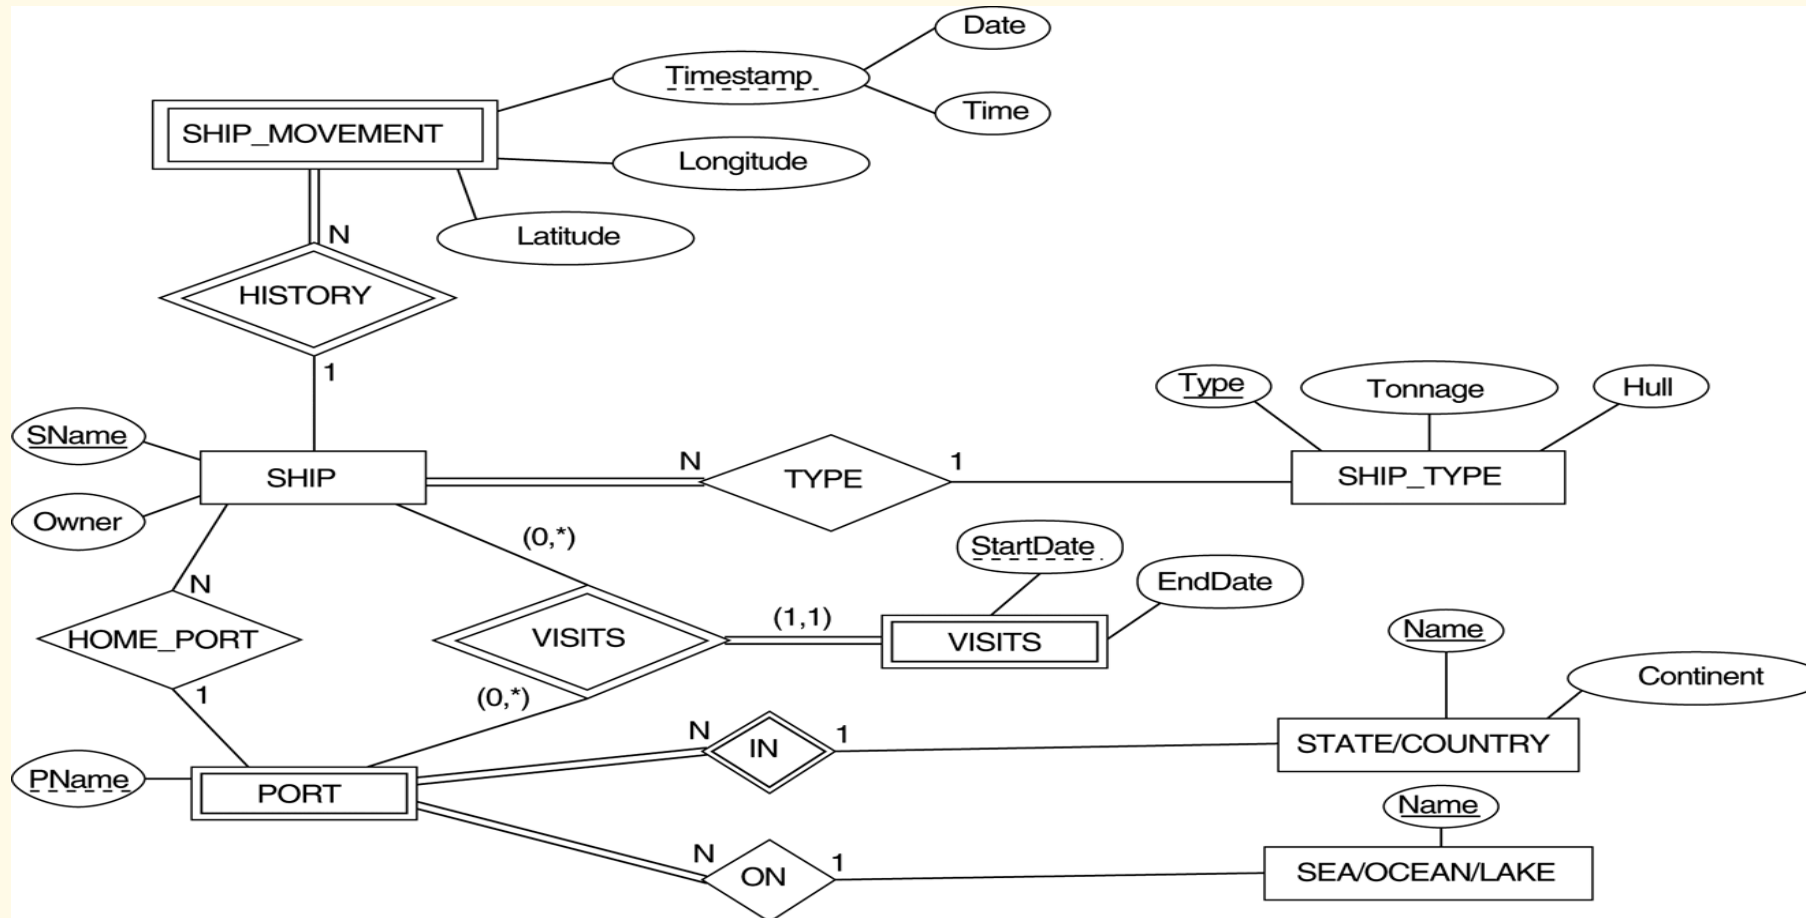 Date
Timestamp
Time
SHIP_MOVEMENT
Longitude
Latitude
N
HISTORY
1
Type
Tonnage
Hull
SName
SHIP
N
TYPE
1
SHIP_TYPE
Owner
(0,*)
StartDate
EndDate
N
HOME_PORT
VISITS
(1,1)
VISITS
Name
Continent
1
(0,*)
N
IN
1
STATE/COUNTRY
PName
PORT
Name
N
ON
1
SEA/OCEAN/LAKE